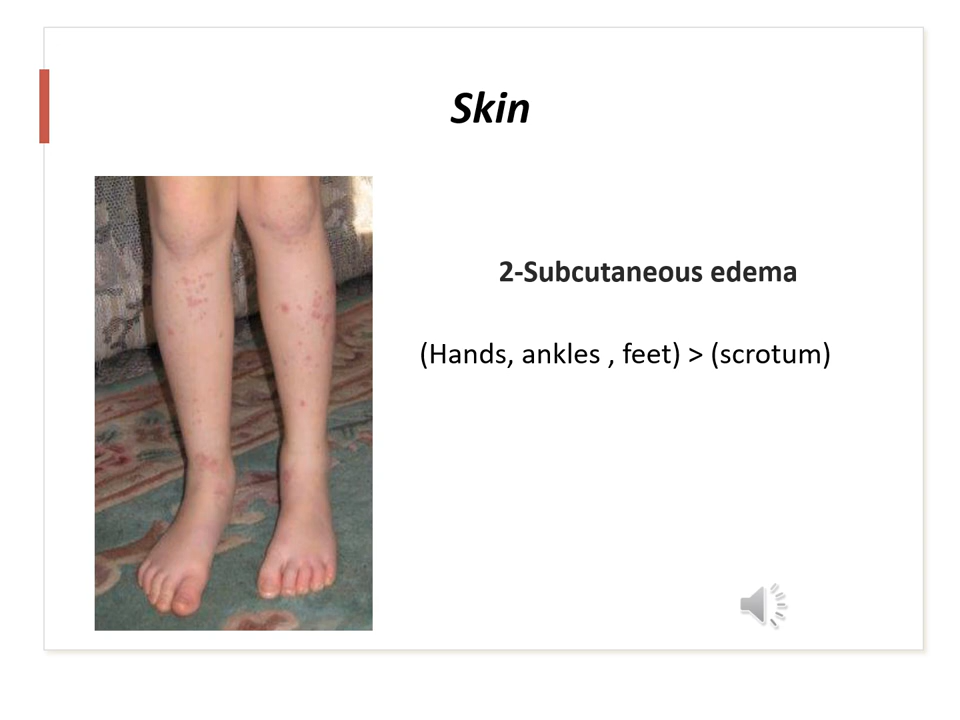 Skin
2-Subcutaneous edema
(Hands, ankles , feet) > (scrotum)